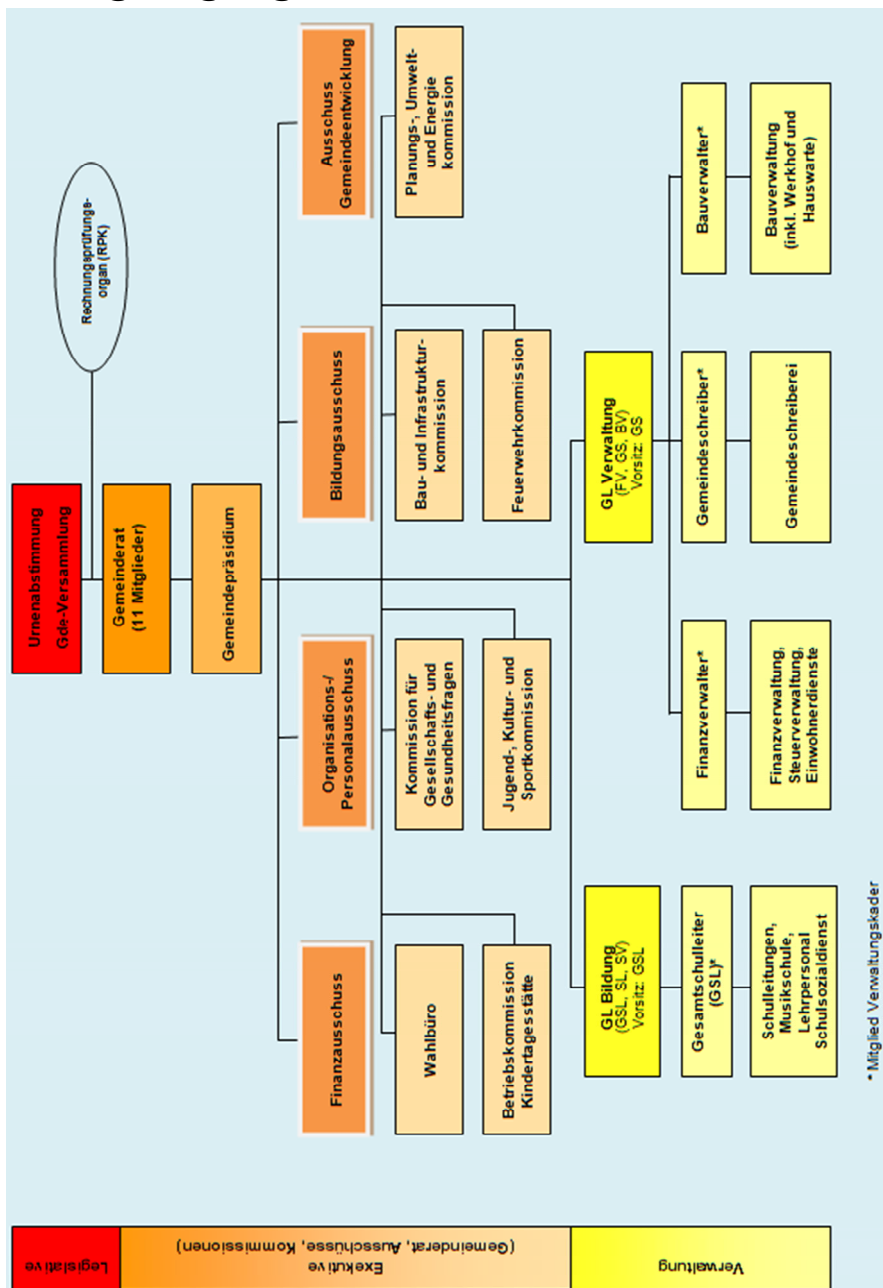 Urnenabstimmung
Gde-Versammlung
Rechnungsprüfungs-
organ (RPK)
Gemeinderat
(11 Mitglieder)
Gemeindepräsidium
Finanzausschuss
Organisations-/
Personalausschuss
Bildungsausschuss
Ausschuss
Gemeindeentwicklung
Wahlbüro
Kommission für
Gesellschafts- und
Gesundheitsfragen
Bau- und Infrastruktur-
kommission
Planungs-, Umwelt-
und Energie
kommission
Betriebskommission
Kindertagesstätte
Jugend-, Kultur- und
Sportkommission
Feuerwehrkommission
GL Bildung
(GSL, SL, SV)
Vorsitz: GSL
GL Verwaltung
(FV, GS, BV)
Vorsitz: GS
Gesamtschulleiter
(GSL)*
Finanzverwalter*
Gemeindeschreiber*
Bauverwalter*
Schulleitungen,
Musikschule,
Lehrpersonal
Schulsozialdienst
Finanzverwaltung,
Steuerverwaltung,
Einwohnerdienste
Gemeindeschreiberei
Bauverwaltung
(inkl. Werkhof und
Hauswarte)
* Mitglied Verwaltungskader
Legislative
Exekutive
(Gemeinderat, Ausschüsse, Kommissionen)
Verwaltung